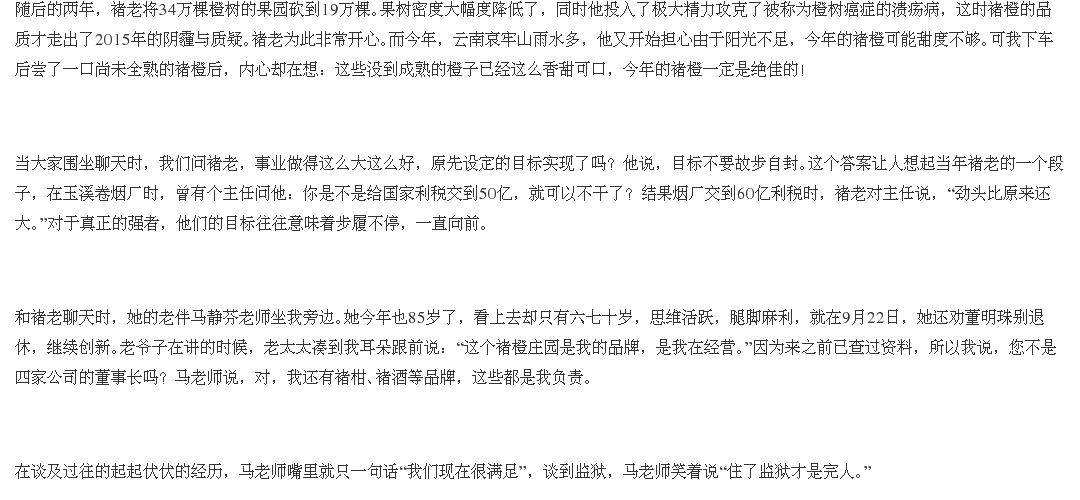 随后的两年，褚老将34万棵橙树的果园砍到19万棵。果树密度大幅度降低了，同时他投入了极大精力攻克了被称为橙树癌症的溃疡病，这时褚橙的品
质才走出了2015年的阴霾与质疑。褚老为此非常开心。而今年，云南哀牢山雨水多，他又开始担心由于阳光不足，今年的褚橙可能甜度不够。可我下车
后尝了一口尚未全熟的褚橙后，内心却在想：这些没到成熟的橙子已经这么香甜可口，今年的褚橙一定是绝佳的！
当大家围坐聊天时，我们问褚老，事业做得这么大这么好，原先设定的目标实现了吗？他说，目标不要故步自封。这个答案让人想起当年褚老的一个段
子，在玉溪卷烟厂时，曾有个主任问他：你是不是给国家利税交到50亿，就可以不干了？结果烟厂交到60亿利税时，褚老对主任说，“劲头比原来还
大。”对于真正的强者，他们的目标往往意味着步履不停，一直向前。
和褚老聊天时，她的老伴马静芬老师坐我旁边。她今年也85岁了，看上去却只有六七十岁，思维活跃，腿脚麻利，就在9月22日，她还劝董明珠别退
休，继续创新。老爷子在讲的时候，老太太凑到我耳朵跟前说：“这个褚橙庄园是我的品牌，是我在经营。”因为来之前已查过资料，所以我说，您不是
四家公司的董事长吗？马老师说，对，我还有褚柑、褚酒等品牌，这些都是我负责。
在谈及过往的起起伏伏的经历，马老师嘴里就只一句话“我们现在很满足”，谈到监狱，马老师笑着说“住了监狱才是完人。”